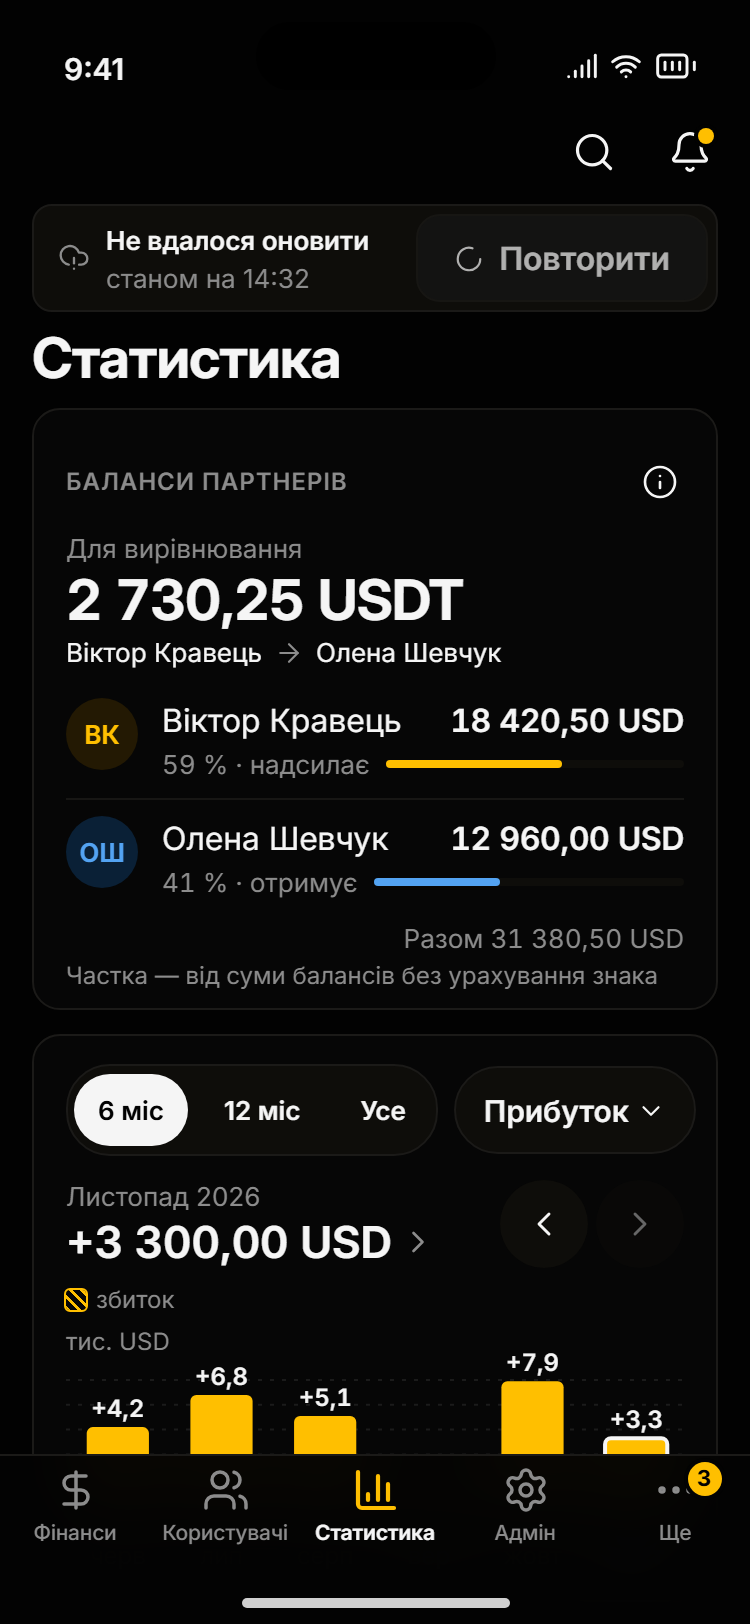 9:41
Не вдалося оновити
станом на 14:32
Повторити
Статистика
БАЛАНСИ ПАРТНЕРІВ
Для вирівнювання
2 730,25 USDT
Віктор Кравець → Олена Шевчук
ВК
Віктор Кравець 18 420,50 USD
59 % · надсилає
ОШ
Олена Шевчук 12 960,00 USD
41 % · отримує
Разом 31 380,50 USD
Частка — від суми балансів без урахування знака
6 міс 12 міс Усе Прибуток
Листопад 2026
+3 300,00 USD
збиток
тис. USD
+4,2 +6,8 +5,1 +7,9 +3,3
3
Фінанси Користувачі Статистика Адмін Ще